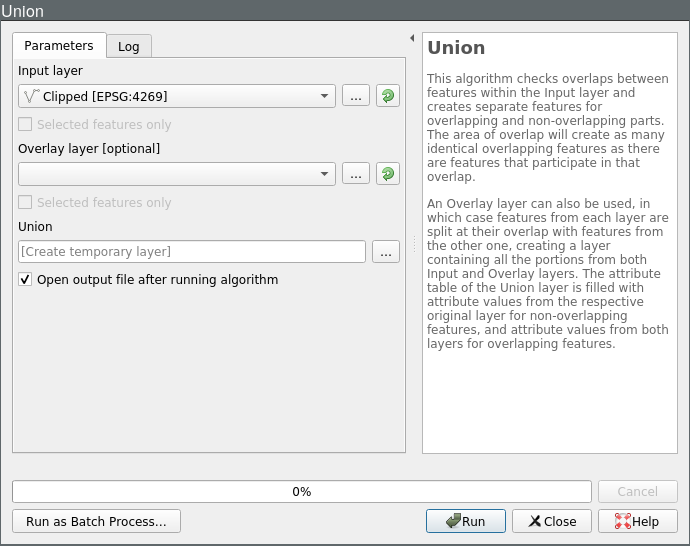 Union
Parameters
Log
Input layer
Clipped [EPSG:4269]
...
Selected features only
Overlay layer [optional]
...
Selected features only
Union
[Create temporary layer]
...
Open output file after running algorithm
Union
This algorithm checks overlaps between
features within the Input layer and
creates separate features for
overlapping and non-overlapping parts.
The area of overlap will create as many
identical overlapping features as there
are features that participate in that
overlap.
An Overlay layer can also be used, in
which case features from each layer are
split at their overlap with features from
the other one, creating a layer
containing all the portions from both
Input and Overlay layers. The attribute
table of the Union layer is filled with
attribute values from the respective
original layer for non-overlapping
features, and attribute values from both
layers for overlapping features.
0%
Cancel
Run as Batch Process...
Run
Close
Help